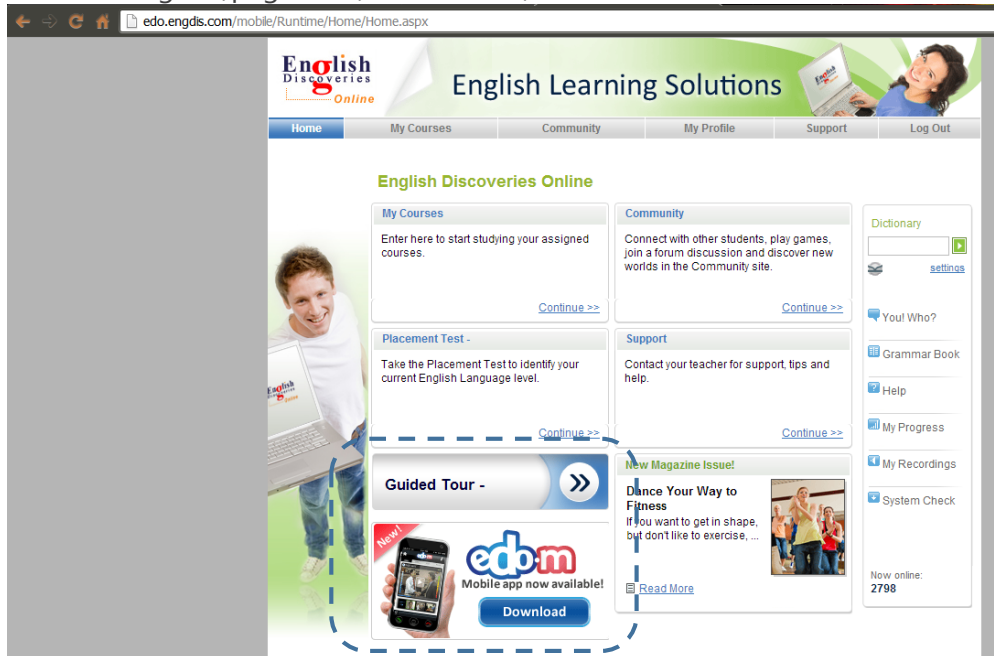 edo.engdis.com/mobile/Runtime/Home/Home.aspx
English
Discoveries
Online
English Learning Solutions
Home
My Courses
Community
My Profile
Support
Log Out
English Discoveries Online
My Courses
Enter here to start studying your assigned
courses.
Continue >>
Community
Connect with other students, play games,
join a forum discussion and discover new
worlds in the Community site.
Continue >>
Placement Test -
Take the Placement Test to identify your
current English Language level.
Continue >>
Support
Contact your teacher for support, tips and
help.
Continue >>
Guided Tour -
New!
edo·m
Mobile app now available!
Download
New Magazine Issue!
Dance Your Way to
Fitness
If you want to get in shape,
but don't like to exercise, ...
Read More
Dictionary
settings
You! Who?
Grammar Book
Help
My Progress
My Recordings
System Check
Now online:
2798